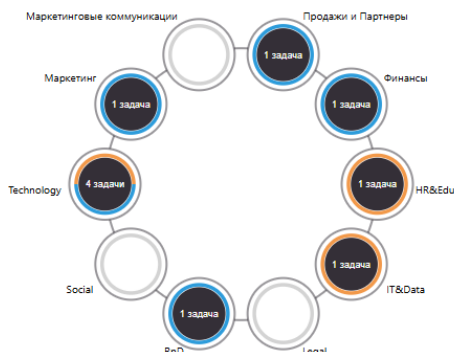 Маркетинговые коммуникации
Продажи и Партнеры
1 задача
Маркетинг
1 задача
Финансы
1 задача
Technology
4 задачи
HR&Edu
1 задача
Social
IT&Data
1 задача
RnD
1 задача
Legal